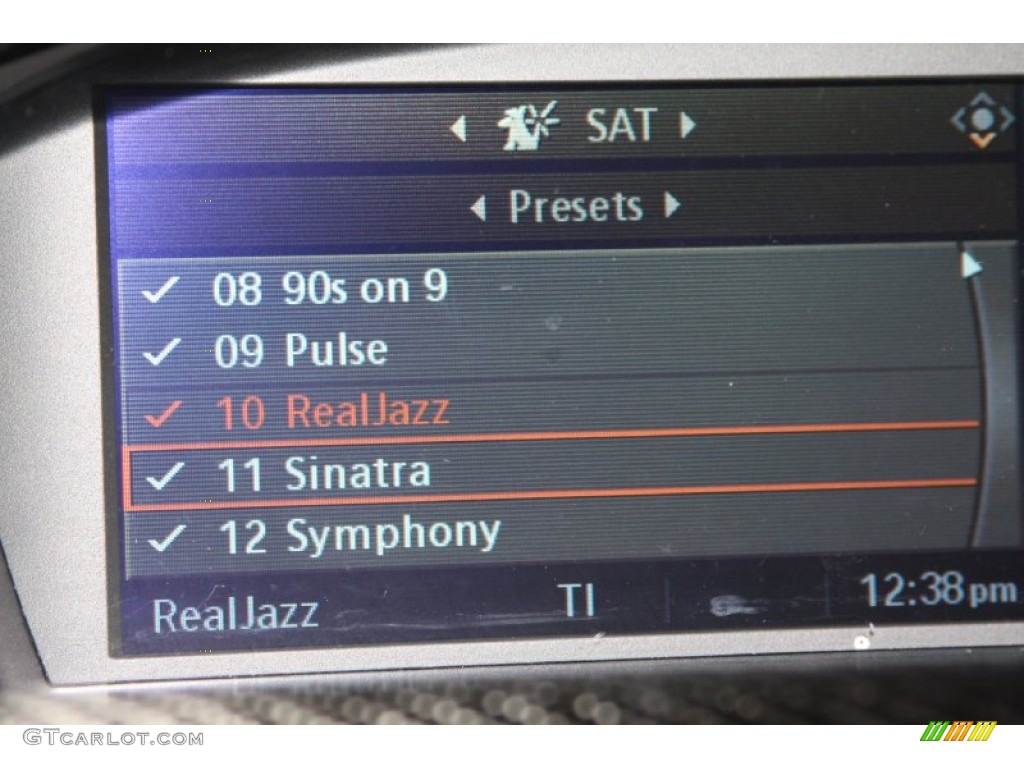 SAT
Presets
08 90s on 9
09 Pulse
10 RealJazz
11 Sinatra
12 Symphony
RealJazz TI 12:38pm
GTCARLOT.COM